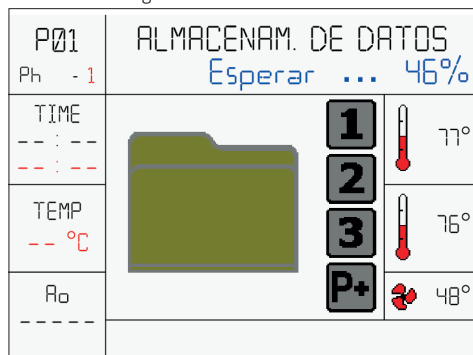 P01
Ph - 1
ALMACENAM. DE DATOS
Esperar ... 46%
TIME
-- : --
-- : --
TEMP
-- °C
Ao
-----
1
2
3
P+
77°
76°
48°